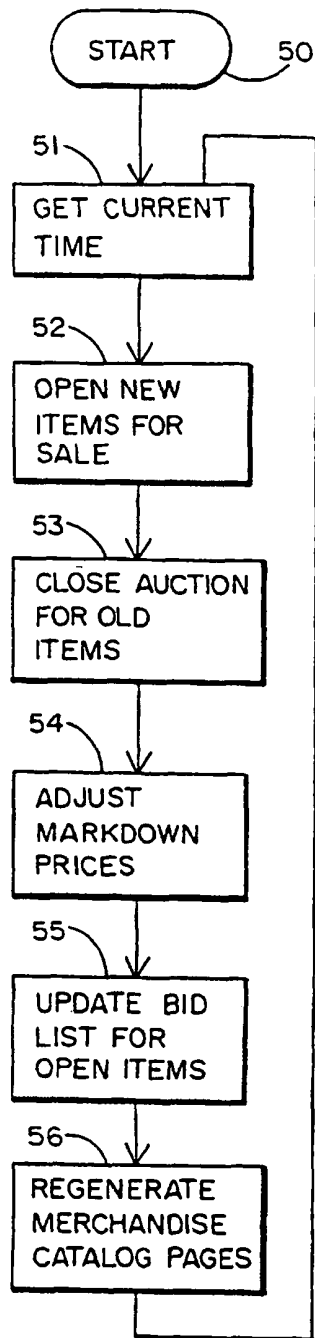 START
50
51
GET CURRENT
TIME
52
OPEN NEW
ITEMS FOR
SALE
53
CLOSE AUCTION
FOR OLD
ITEMS
54
ADJUST
MARKDOWN
PRICES
55
UPDATE BID
LIST FOR
OPEN ITEMS
56
REGENERATE
MERCHANDISE
CATALOG PAGES